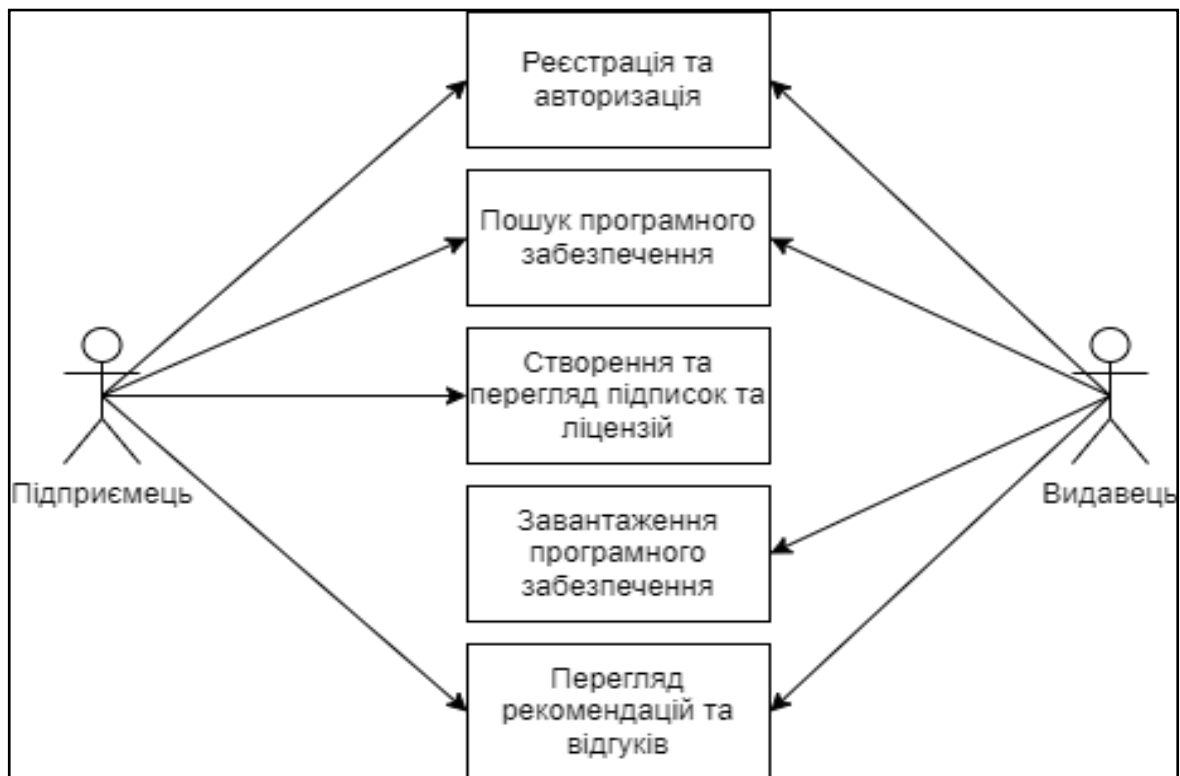 Реєстрація та
авторизація
Пошук програмного
забезпечення
Створення та
перегляд підписок та
ліцензій
Підприємець
Видавець
Завантаження
програмного
забезпечення
Перегляд
рекомендацій та
відгуків